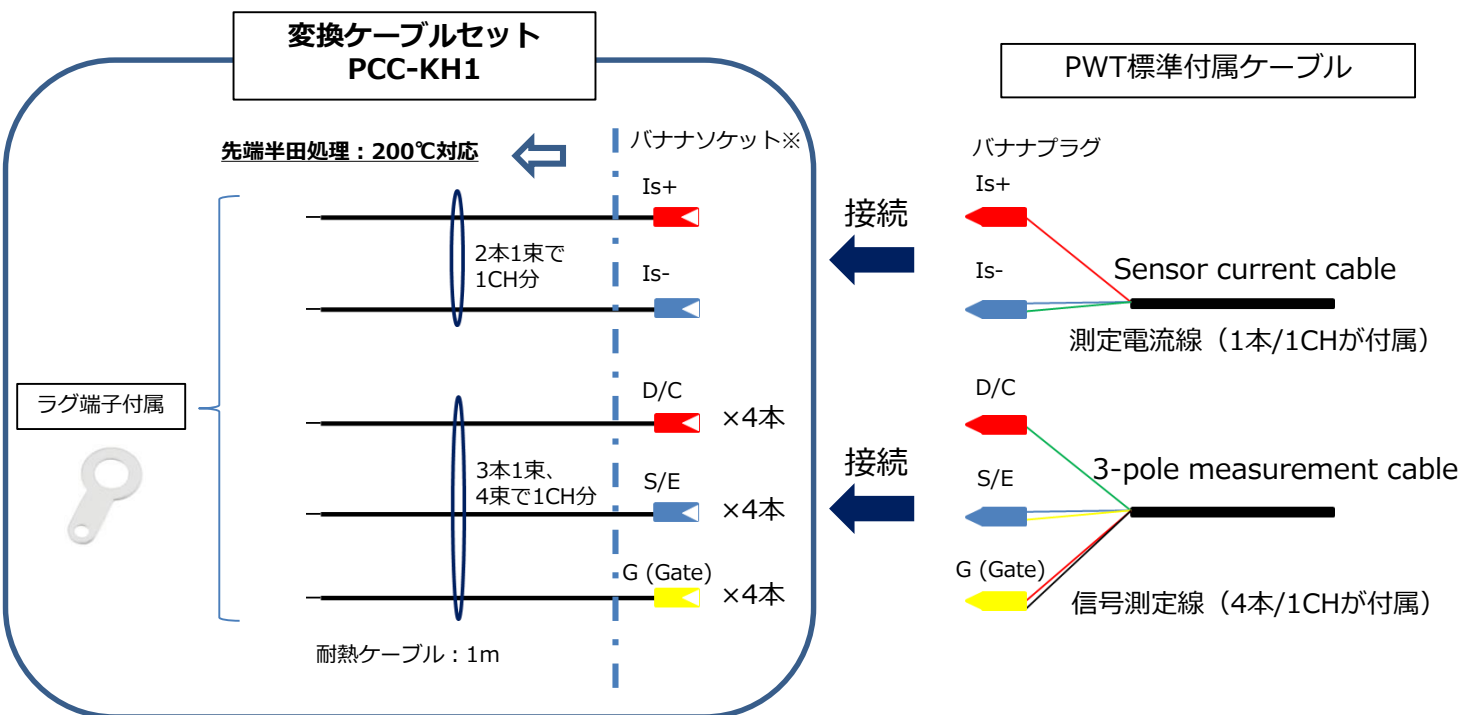 変換ケーブルセット
PCC-KH1
PWT標準付属ケーブル
先端半田処理：200℃対応
バナナソケット※
バナナプラグ
Is+
Is+
接続
2本1束で
1CH分
Is-
Is-
Sensor current cable
測定電流線（1本/1CHが付属）
ラグ端子付属
D/C
×4本
D/C
3本1束、
4束で1CH分
S/E
×4本
接続
S/E
3-pole measurement cable
G (Gate)
×4本
G (Gate)
信号測定線（4本/1CHが付属）
耐熱ケーブル：1m